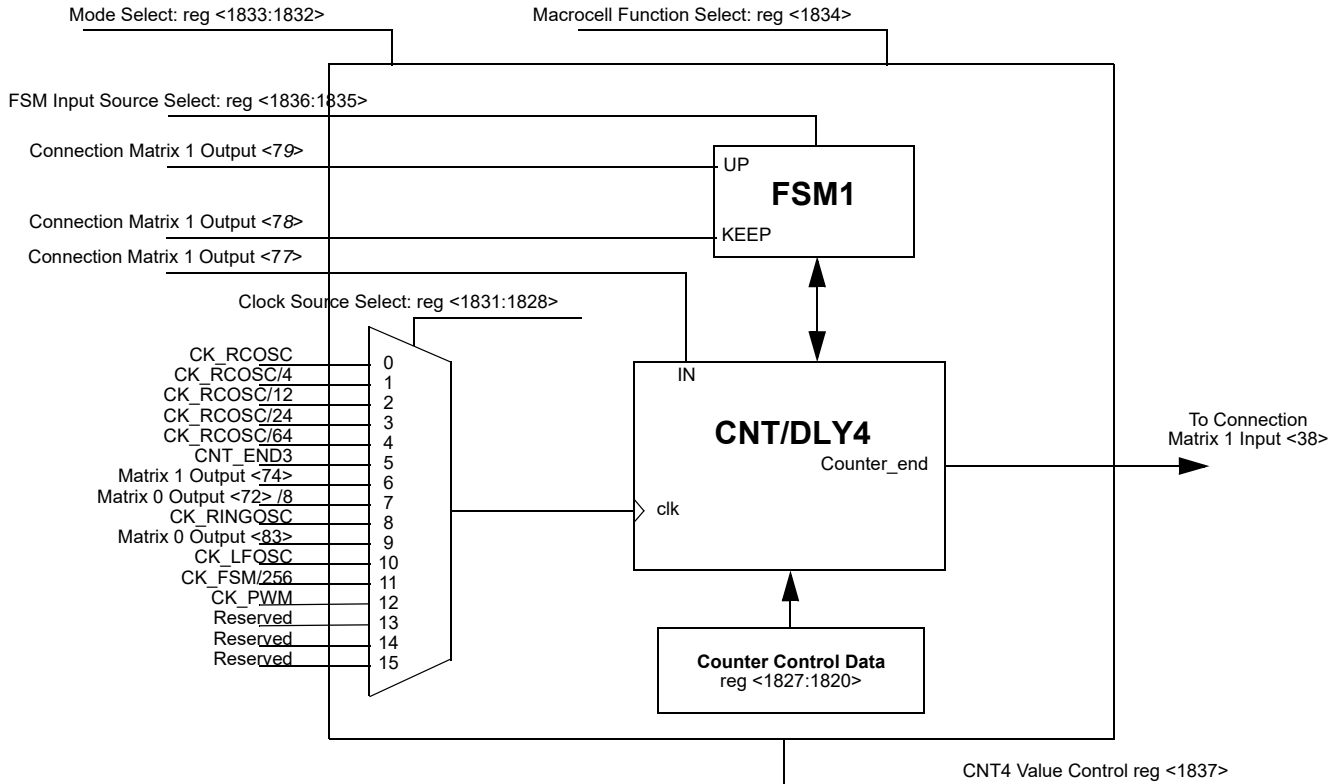 Mode Select: reg <1833:1832>
Macrocell Function Select: reg <1834>
FSM Input Source Select: reg <1836:1835>
Connection Matrix 1 Output <79>
UP
FSM1
Connection Matrix 1 Output <78>
KEEP
Connection Matrix 1 Output <77>
Clock Source Select: reg <1831:1828>
CK_RCOSC
0
CK_RCOSC/4
1
CK_RCOSC/12
2
CK_RCOSC/24
3
CK_RCOSC/64
4
CNT_END3
5
Matrix 1 Output <74>
6
Matrix 0 Output <72> /8
7
CK_RINGOSC
8
Matrix 0 Output <83>
9
CK_LFOSC
10
CK_FSM/256
11
CK_PWM
12
Reserved
13
Reserved
14
Reserved
15
IN
CNT/DLY4
Counter_end
clk
To Connection
Matrix 1 Input <38>
Counter Control Data
reg <1827:1820>
CNT4 Value Control reg <1837>